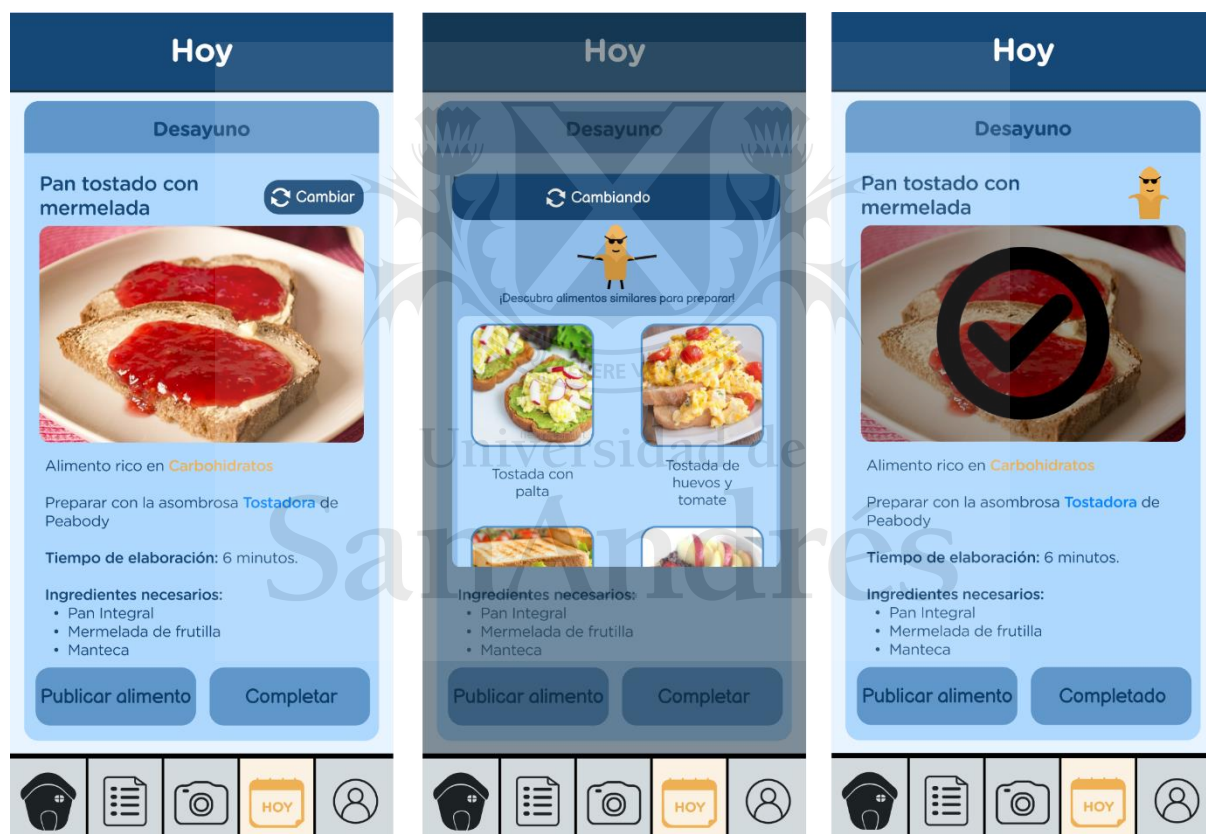 Hoy
Desayuno
Pan tostado con
mermelada
Cambiar
Alimento rico en Carbohidratos
Preparar con la asombrosa Tostadora de
Peabody
Tiempo de elaboración: 6 minutos.
Ingredientes necesarios:
• Pan Integral
• Mermelada de frutilla
• Manteca
Publicar alimento
Completar
HOY
Hoy
Desayuno
Cambiando
¡Descubra alimentos similares para preparar!
Tostada con
palta
Tostada de
huevos y
tomate
Ingredientes necesarios:
• Pan Integral
• Mermelada de frutilla
• Manteca
Publicar alimento
Completar
HOY
Hoy
Desayuno
Pan tostado con
mermelada
Alimento rico en Carbohidratos
Preparar con la asombrosa Tostadora de
Peabody
Tiempo de elaboración: 6 minutos.
Ingredientes necesarios:
• Pan Integral
• Mermelada de frutilla
• Manteca
Publicar alimento
Completado
HOY
Universidad de
SanAndrés